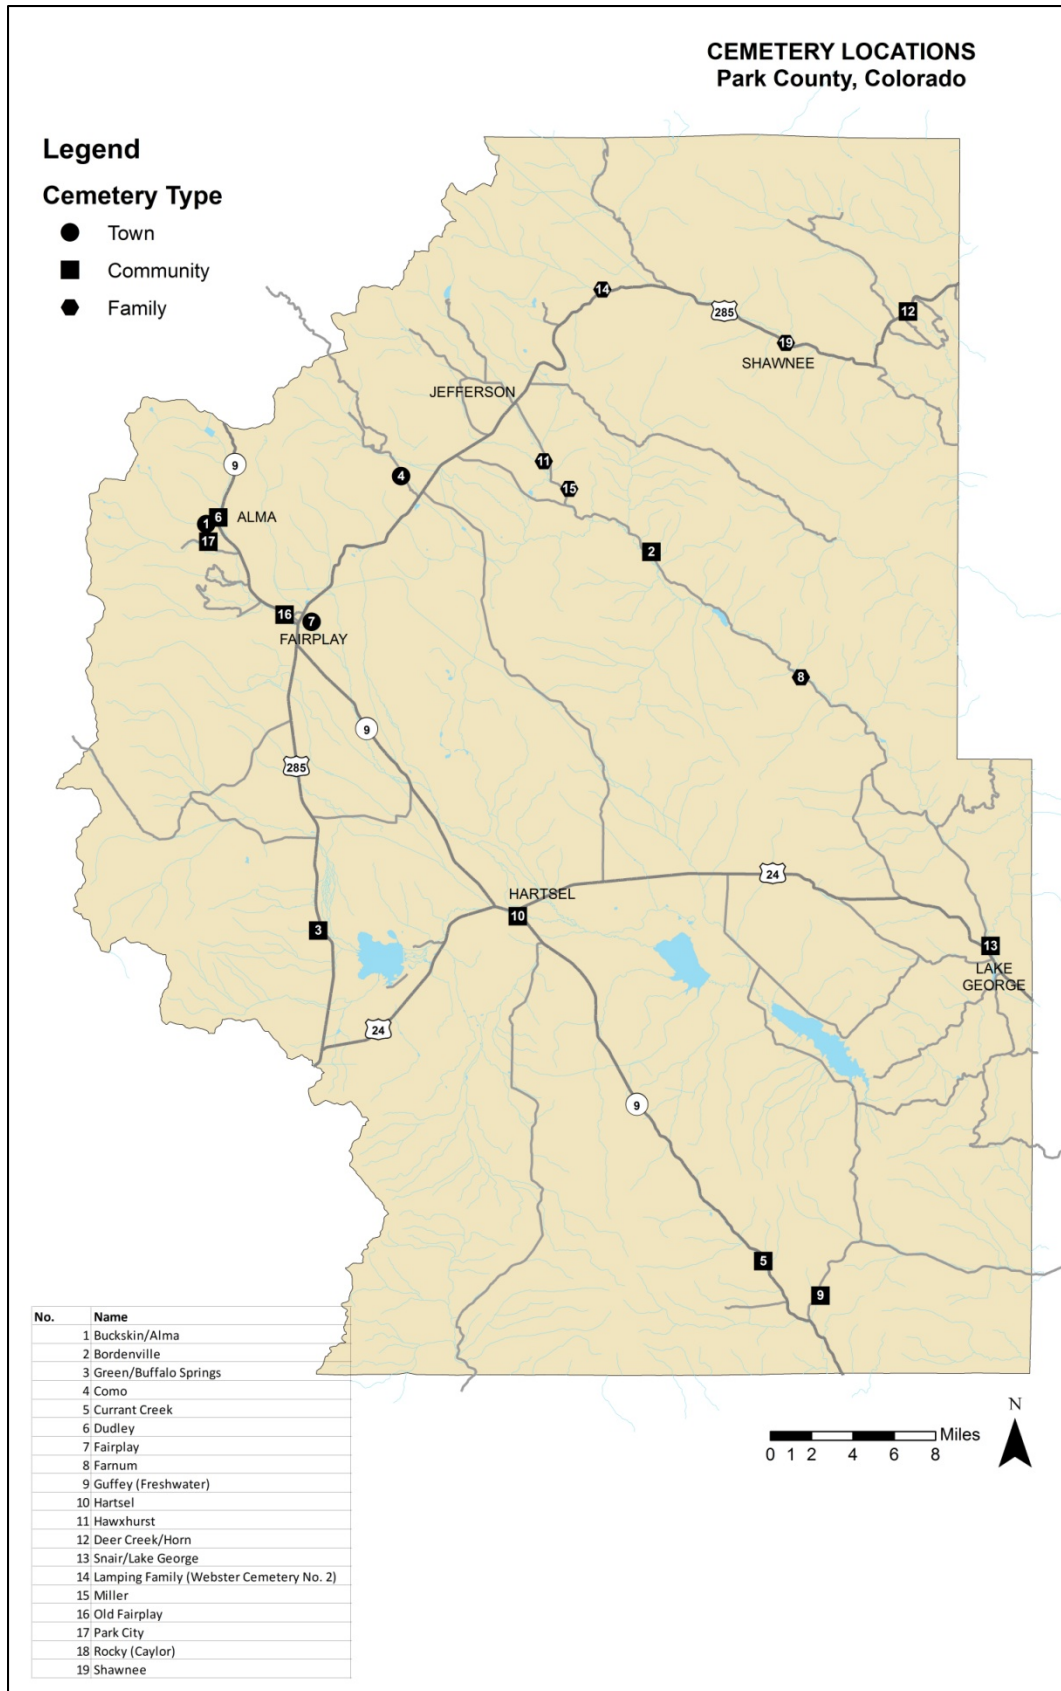 CEMETERY LOCATIONS
Park County, Colorado
Legend
Cemetery Type
Town
Community
Family
14
285
12
19
SHAWNEE
JEFFERSON
9
11
4
15
1
6
ALMA
17
2
16
7
FAIRPLAY
8
9
285
24
HARTSEL
10
3
13
LAKE
GEORGE
24
9
5
9
No. Name
1 Buckskin/Alma
2 Bordenville
3 Green/Buffalo Springs
4 Como
5 Currant Creek
6 Dudley
7 Fairplay
8 Farnum
9 Guffey (Freshwater)
10 Hartsel
11 Hawxhurst
12 Deer Creek/Horn
13 Snair/Lake George
14 Lamping Family (Webster Cemetery No. 2)
15 Miller
16 Old Fairplay
17 Park City
18 Rocky (Caylor)
19 Shawnee
N
Miles
0 1 2 4 6 8